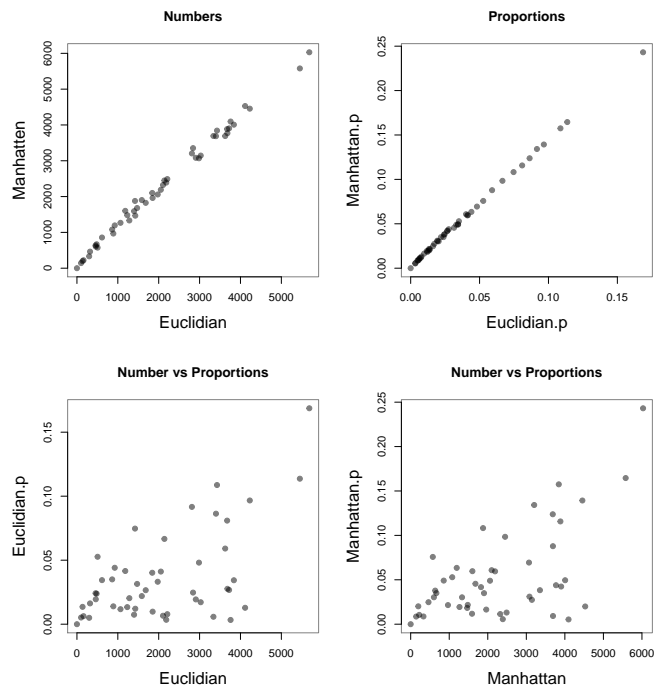 Numbers
Manhatten
0 1000 2000 3000 4000 5000 6000
0 1000 2000 3000 4000 5000
Euclidian
Proportions
Manhattan.p
0.00 0.05 0.10 0.15 0.20 0.25
0.00 0.05 0.10 0.15
Euclidian.p
Number vs Proportions
Euclidian.p
0.00 0.05 0.10 0.15
0 1000 2000 3000 4000 5000
Euclidian
Number vs Proportions
Manhattan.p
0.00 0.05 0.10 0.15 0.20 0.25
0 1000 2000 3000 4000 5000 6000
Manhattan